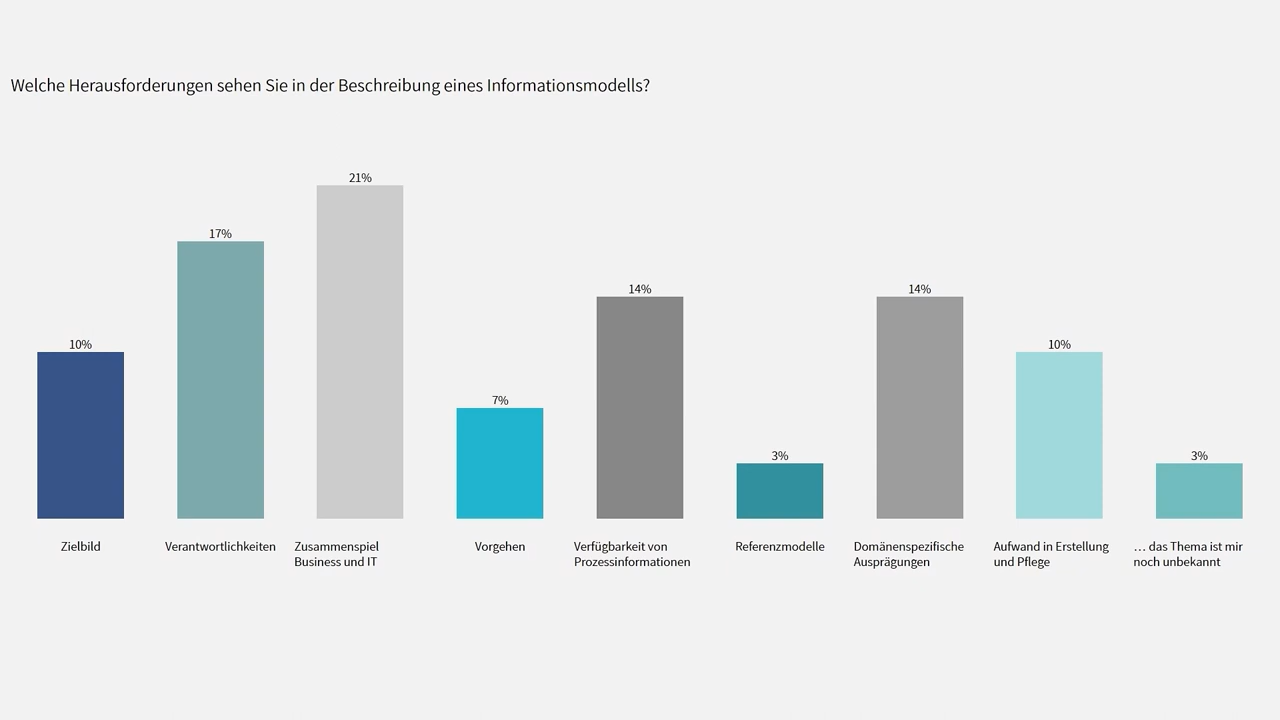 Welche Herausforderungen sehen Sie in der Beschreibung eines Informationsmodells?
21%
17%
14%
14%
10%
10%
7%
3%
3%
Zielbild
Verantwortlichkeiten
Zusammenspiel
Business und IT
Vorgehen
Verfügbarkeit von
Prozessinformationen
Referenzmodelle
Domänenspezifische
Ausprägungen
Aufwand in Erstellung
und Pflege
… das Thema ist mir
noch unbekannt